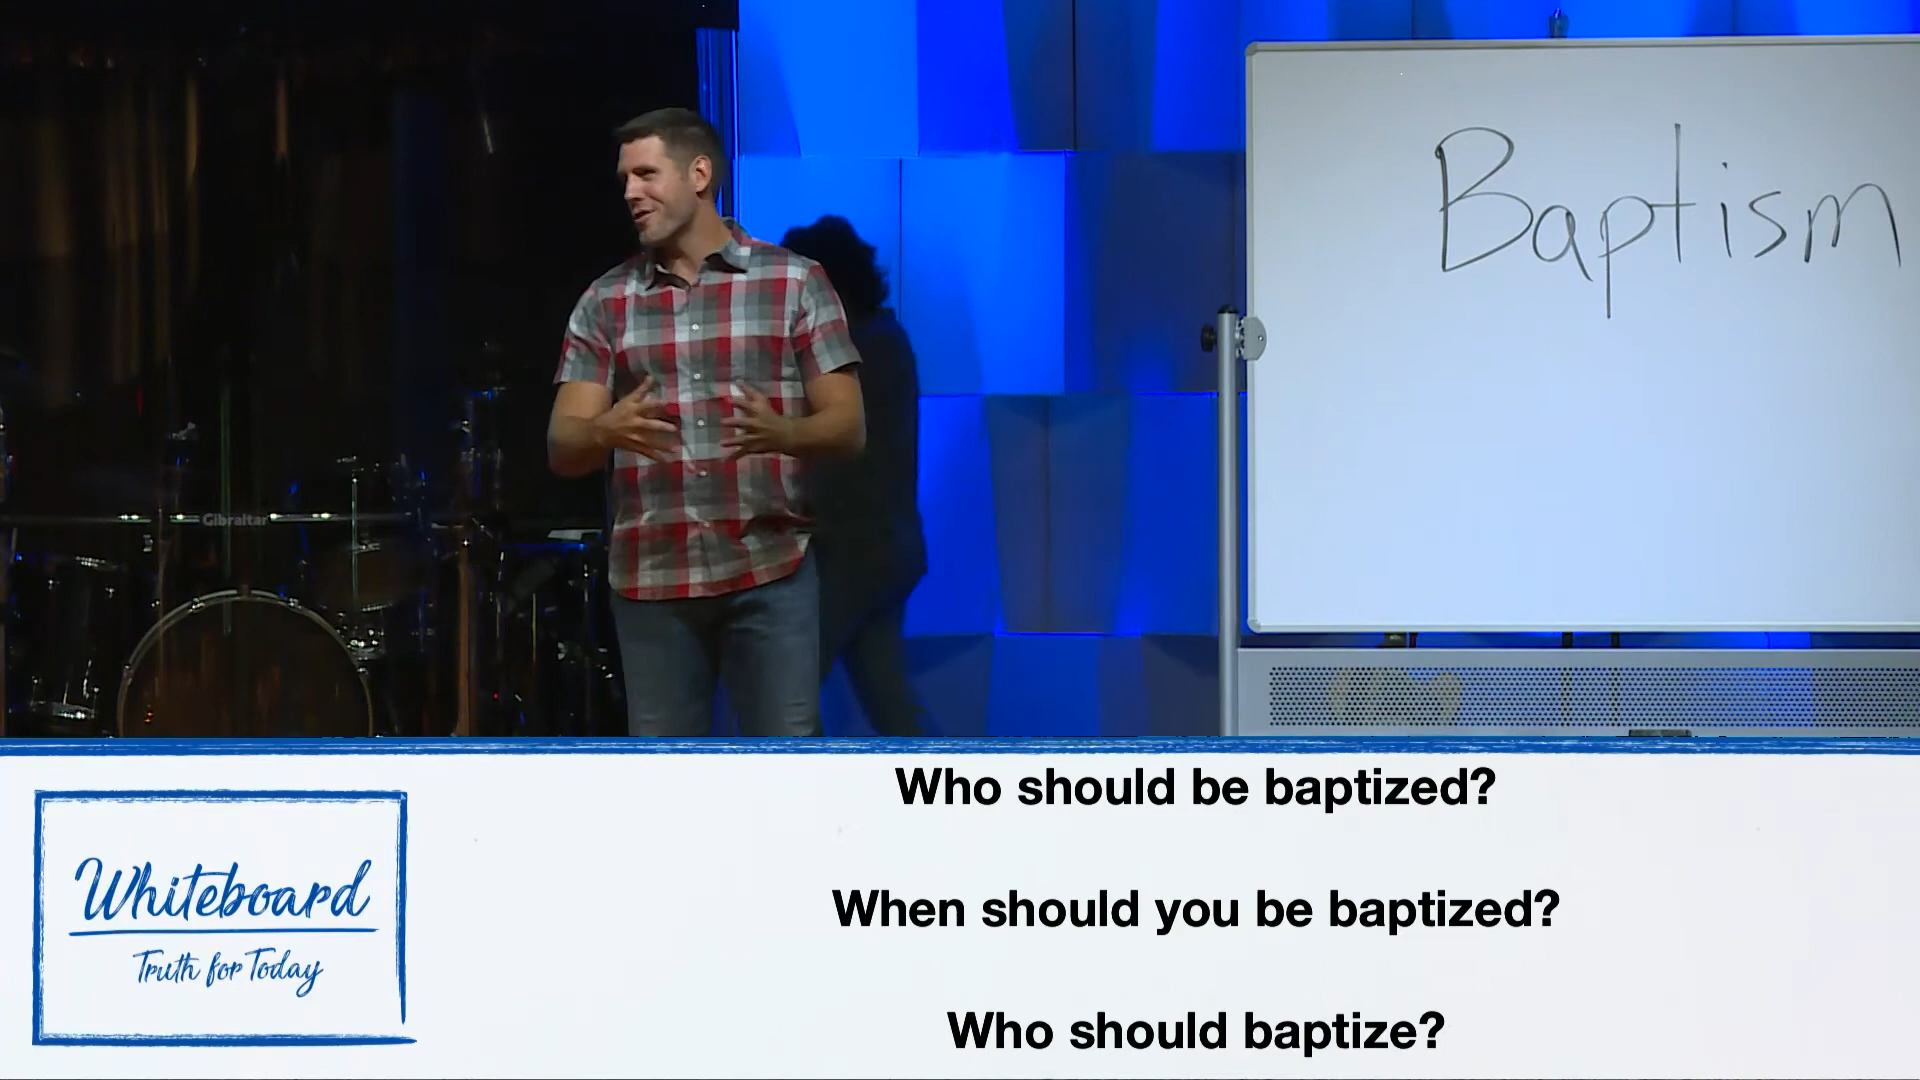 Baptism
Gibraltar
Who should be baptized?
When should you be baptized?
Who should baptize?
Whiteboard
Truth for Today